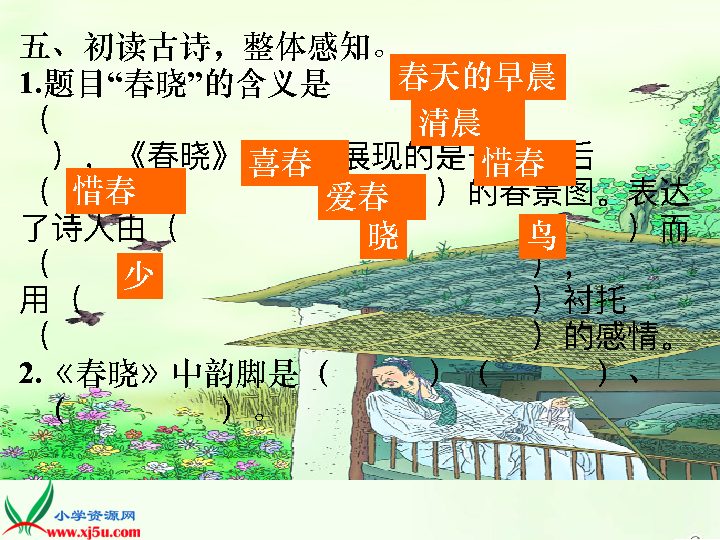 五、初读古诗，整体感知。
1.题目“春晓”的含义是
（
春天的早晨
清晨
），《春晓》
喜春
展现的是
惜春
后
（
惜春
爱春
）的春景图。表达
了诗人由（
晓
鸟
）而
（
少
），
用（
）衬托
（
）的感情。
2.《春晓》中韵脚是（ ）（ ）、
（ ）。
小学资源网
www.xj5u.com